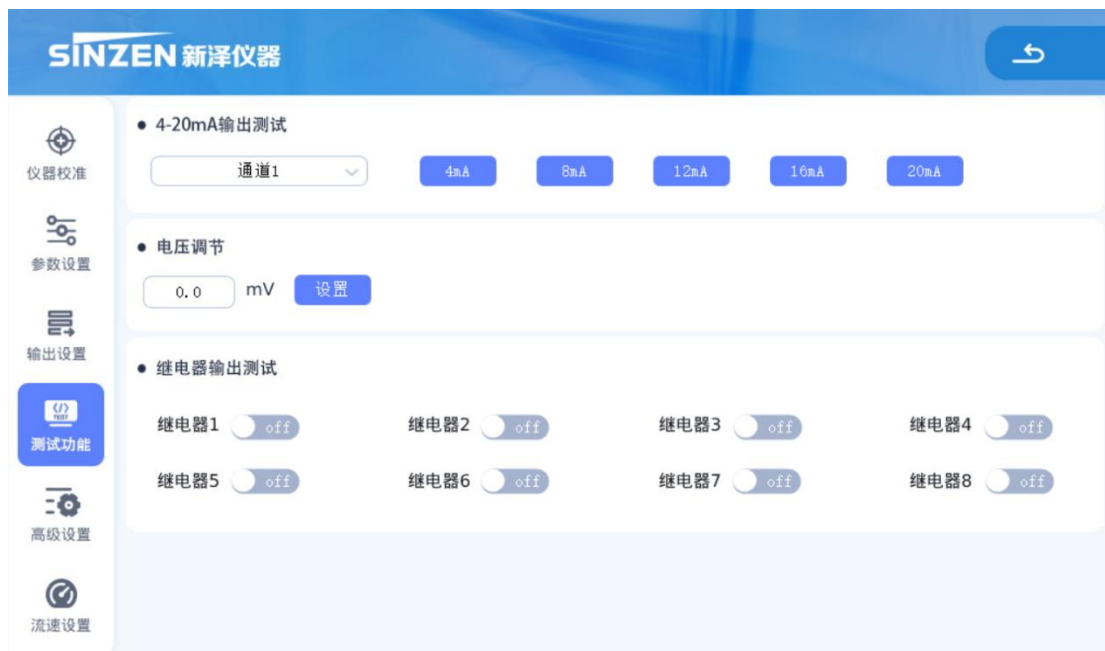 SINZEN 新泽仪器
仪器校准
参数设置
输出设置
TEST
测试功能
高级设置
流速设置
4-20mA输出测试
通道1 4mA 8mA 12mA 16mA 20mA
电压调节
0.0 mV 设置
继电器输出测试
继电器1 off 继电器2 off 继电器3 off 继电器4 off
继电器5 off 继电器6 off 继电器7 off 继电器8 off